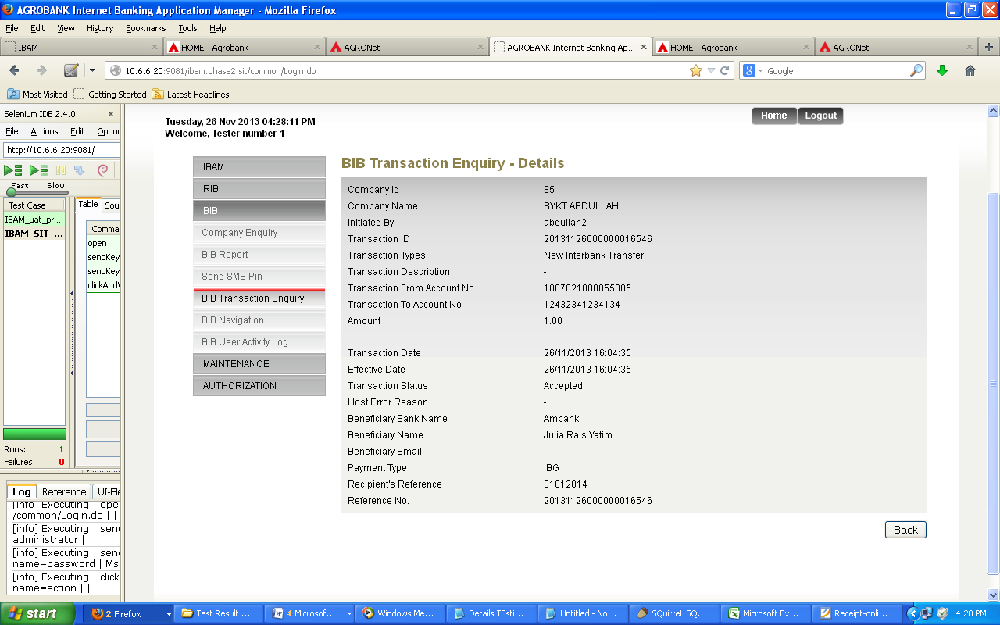 AGROBANK Internet Banking Application Manager - Mozilla Firefox
File Edit View History Bookmarks Tools Help
IBAM
HOME - Agrobank
AGRONet
AGROBANK Internet Banking Ap...
HOME - Agrobank
AGRONet
10.6.6.20:9081/ibam.phase2.sit/common/Login.do
Google
Most Visited Getting Started Latest Headlines
Selenium IDE 2.4.0
File Actions Edit Option
http://10.6.6.20:9081/
Fast Slow
Test Case
IBAM_uat_pr...
IBAM_SIT_...
Table Sour
Comma
open
sendKey
sendKey
clickAndW
Runs: 1
Failures: 0
Log Reference UI-Ele
[info] Executing: |open
/common/Login.do | |
[info] Executing: |send
administrator |
[info] Executing: |send
name=password | Mss
[info] Executing: |click
name=action | |
Tuesday, 26 Nov 2013 04:28:11 PM
Welcome, Tester number 1
Home Logout
IBAM
RIB
BIB
Company Enquiry
BIB Report
Send SMS Pin
BIB Transaction Enquiry
BIB Navigation
BIB User Activity Log
MAINTENANCE
AUTHORIZATION
BIB Transaction Enquiry - Details
Company Id 85
Company Name SYKT ABDULLAH
Initiated By abdullah2
Transaction ID 20131126000000016546
Transaction Types New Interbank Transfer
Transaction Description -
Transaction From Account No 1007021000055885
Transaction To Account No 12432341234134
Amount 1.00
Transaction Date 26/11/2013 16:04:35
Effective Date 26/11/2013 16:04:35
Transaction Status Accepted
Host Error Reason -
Beneficiary Bank Name Ambank
Beneficiary Name Julia Rais Yatim
Beneficiary Email -
Payment Type IBG
Recipient's Reference 01012014
Reference No. 20131126000000016546
Back
start
2 Firefox
Test Result ...
4 Microsof...
Windows Me...
Details TEsti...
Untitled - No...
SQuirreL SQ...
Microsoft Ex...
Receipt-onli...
4:28 PM